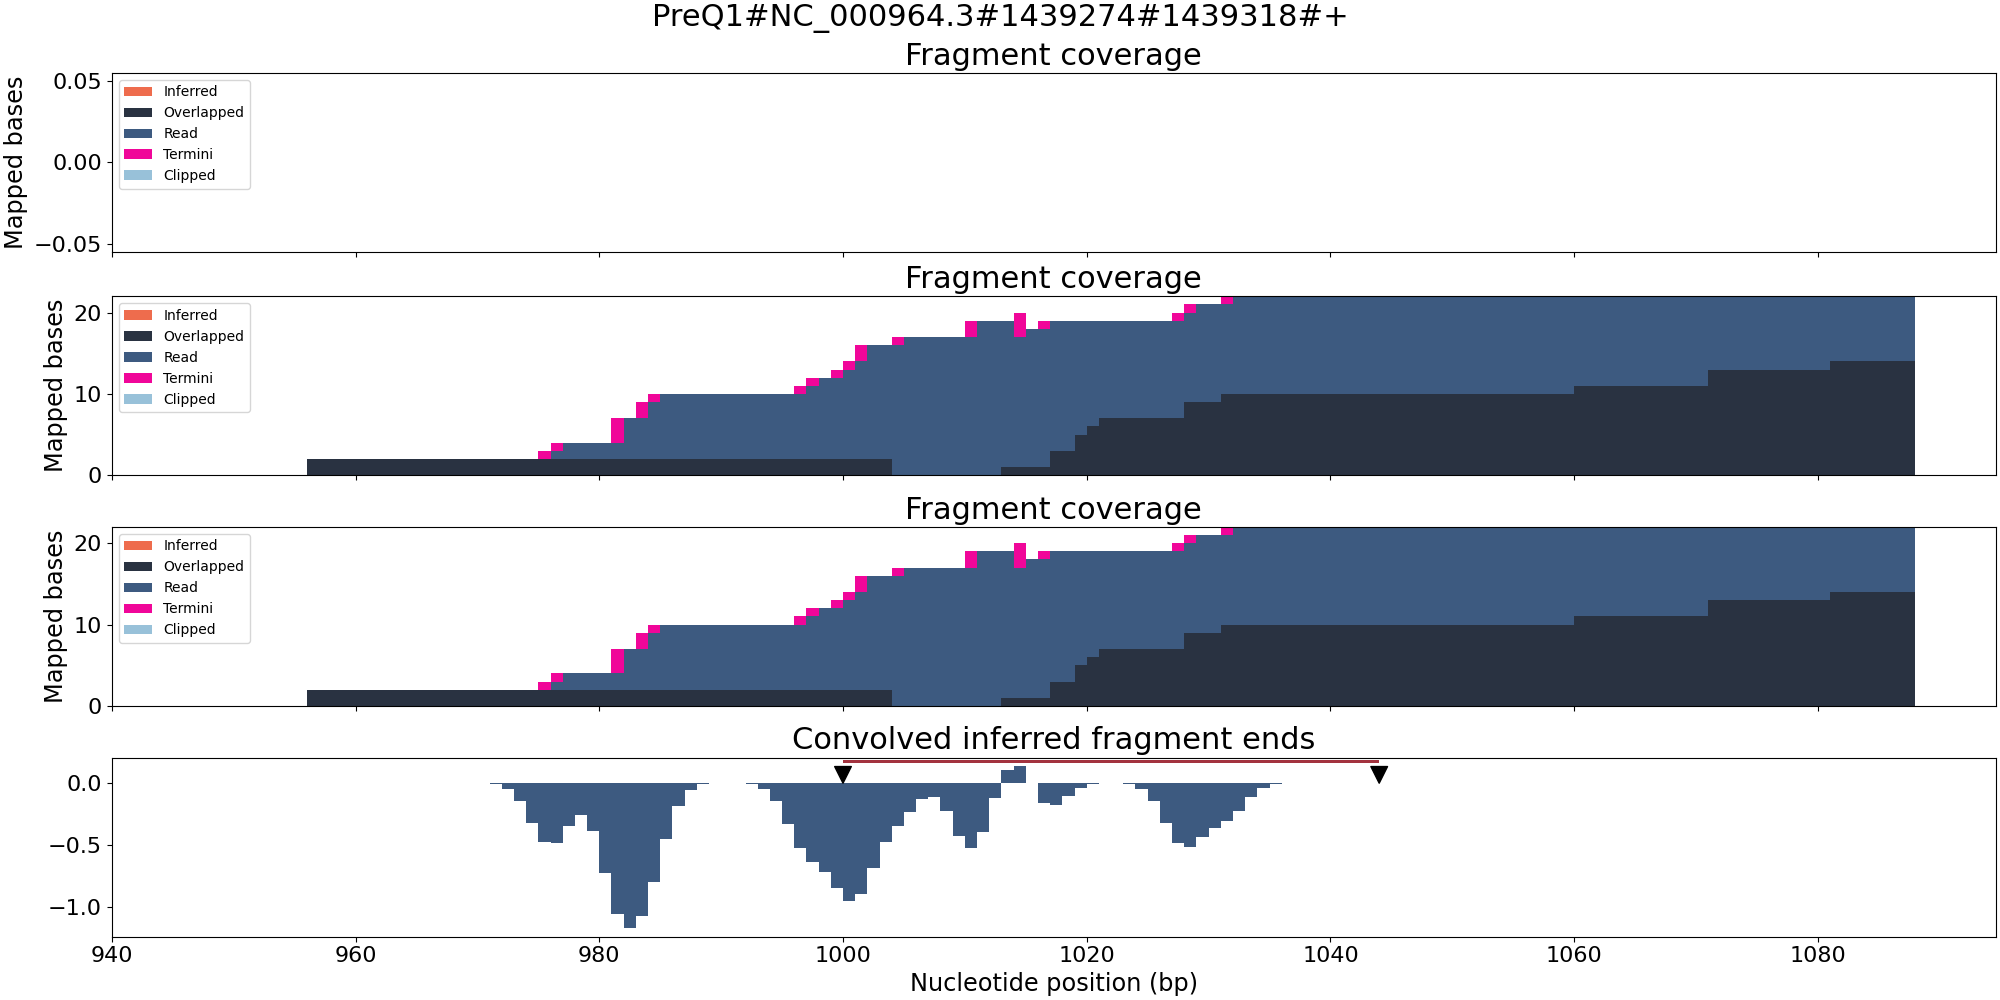 PreQ1#NC_000964.3#1439274#1439318#+
Fragment coverage
Mapped bases
0.05
0.00
−0.05
Inferred
Overlapped
Read
Termini
Clipped
Fragment coverage
Mapped bases
20
10
0
Inferred
Overlapped
Read
Termini
Clipped
Fragment coverage
Mapped bases
20
10
0
Inferred
Overlapped
Read
Termini
Clipped
Convolved inferred fragment ends
0.0
−0.5
−1.0
940 960 980 1000 1020 1040 1060 1080
Nucleotide position (bp)